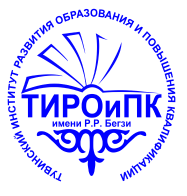 ТУВИНСКИЙ ИНСТИТУТ РАЗВИТИЯ ОБРАЗОВАНИЯ И ПОВЫШЕНИЯ КВАЛИФИКАЦИИ
ТИРОиПК
имени Р.Р. Бегзи